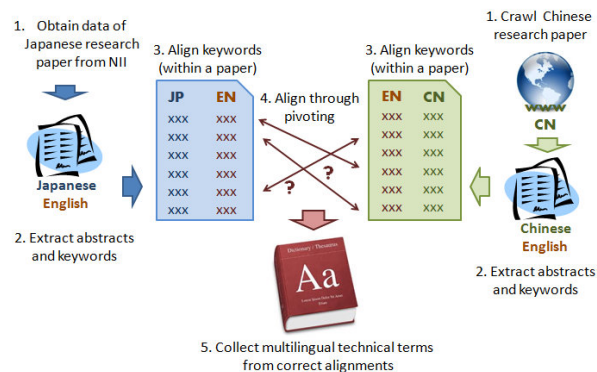 1. Obtain data of
Japanese research
paper from NII
Japanese
English
2. Extract abstracts
and keywords
3. Align keywords
(within a paper)
JP EN
xxx xxx
xxx xxx
xxx xxx
xxx xxx
xxx xxx
xxx xxx
4. Align through
pivoting
?
?
3. Align keywords
(within a paper)
EN CN
xxx xxx
xxx xxx
xxx xxx
xxx xxx
xxx xxx
xxx xxx
1. Crawl Chinese
research paper
www
CN
Chinese
English
2. Extract abstracts
and keywords
Dictionary / Thesaurus
Aa
5. Collect multilingual technical terms
from correct alignments